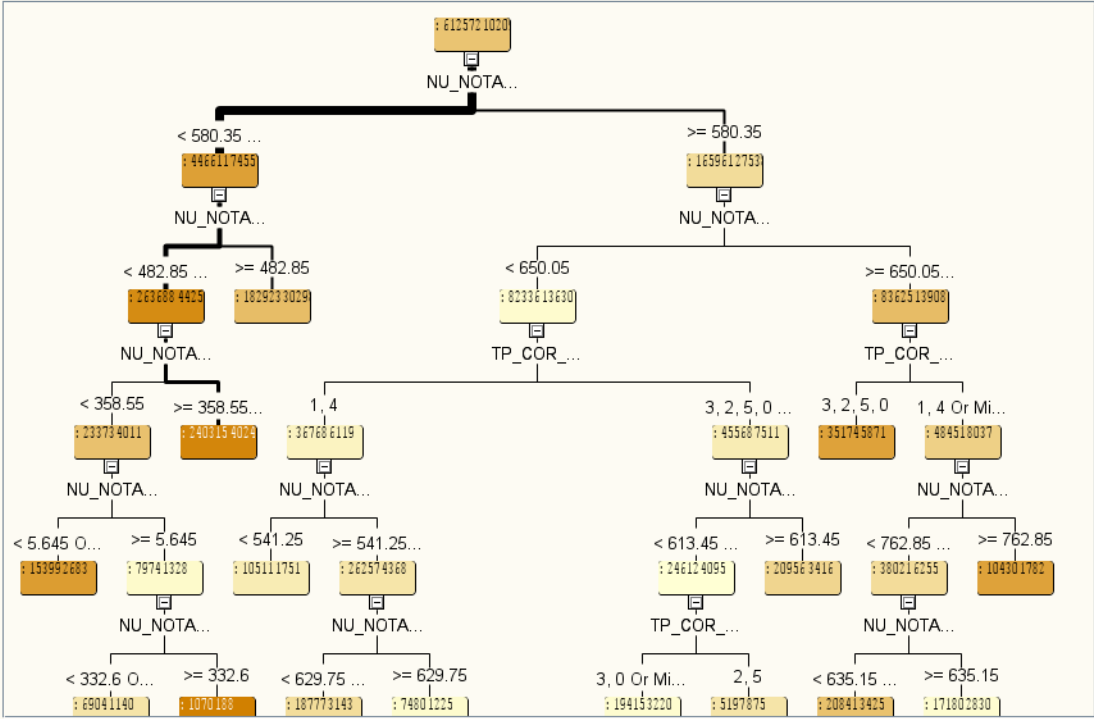 : 6125721020
NU_NOTA...
< 580.35 ...
>= 580.35
: 4466117455
: 1659612753
NU_NOTA...
NU_NOTA...
< 482.85 ...
>= 482.85
< 650.05
>= 650.05...
: 263688 4425
: 1829233029
: 8233613630
: 8362513908
NU_NOTA...
TP_COR_...
TP_COR_...
< 358.55
>= 358.55...
1, 4
3, 2, 5, 0 ...
3, 2, 5, 0
1, 4 Or Mi...
: 233734011
: 240315 4024
: 367686119
: 455687511
: 351745871
: 484518037
NU_NOTA...
NU_NOTA...
NU_NOTA...
NU_NOTA...
< 5.645 O...
>= 5.645
< 541.25
>= 541.25...
< 613.45 ...
>= 613.45
< 762.85 ...
>= 762.85
: 153992683
: 79741328
: 105111751
: 262574368
: 246124095
: 209563416
: 380216255
: 104301782
NU_NOTA...
NU_NOTA...
TP_COR_...
NU_NOTA...
< 332.6 O...
>= 332.6
< 629.75 ...
>= 629.75
3, 0 Or Mi...
2, 5
< 635.15 ...
>= 635.15
: 69041140
: 1070188
: 187773143
: 74801225
: 194153220
: 5197875
: 208413425
: 171802830